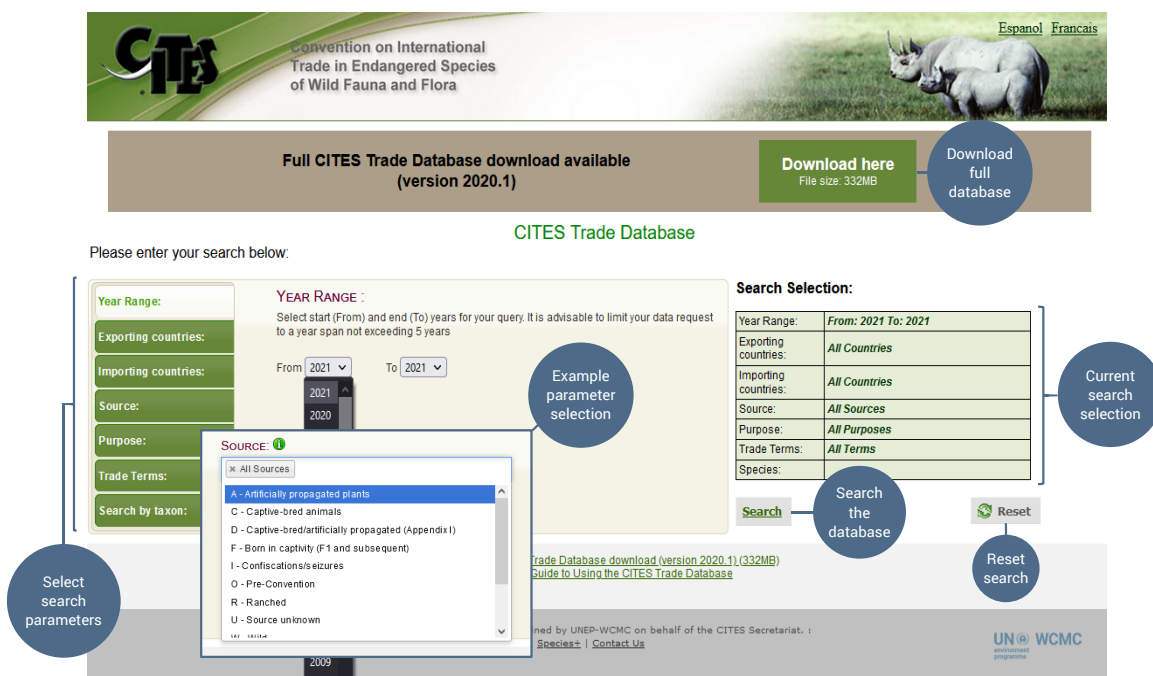 Espanol Francais
CITES
Convention on International
Trade in Endangered Species
of Wild Fauna and Flora
Full CITES Trade Database download available
(version 2020.1)
Download here
File size: 332MB
Download
full
database
CITES Trade Database
Please enter your search below:
Year Range:
Exporting countries:
Importing countries:
Source:
Purpose:
Trade Terms:
Search by taxon:
YEAR RANGE :
Select start (From) and end (To) years for your query. It is advisable to limit your data request
to a year span not exceeding 5 years
From 2021 To 2021
2021
2020
Example
parameter
selection
SOURCE:
× All Sources
A - Artificially propagated plants
C - Captive-bred animals
D - Captive-bred/artificially propagated (Appendix I)
F - Born in captivity (F1 and subsequent)
I - Confiscations/seizures
O - Pre-Convention
R - Ranched
U - Source unknown
W - Wild
2009
Search Selection:
Year Range: From: 2021 To: 2021
Exporting
countries: All Countries
Importing
countries: All Countries
Source: All Sources
Purpose: All Purposes
Trade Terms: All Terms
Species:
Current
search
selection
Search
Search
the
database
Reset
Reset
search
Select
search
parameters
Trade Database download (version 2020.1) (332MB)
Guide to Using the CITES Trade Database
ned by UNEP-WCMC on behalf of the CITES Secretariat. :
Species+ | Contact Us
UN WCMC
environment
programme